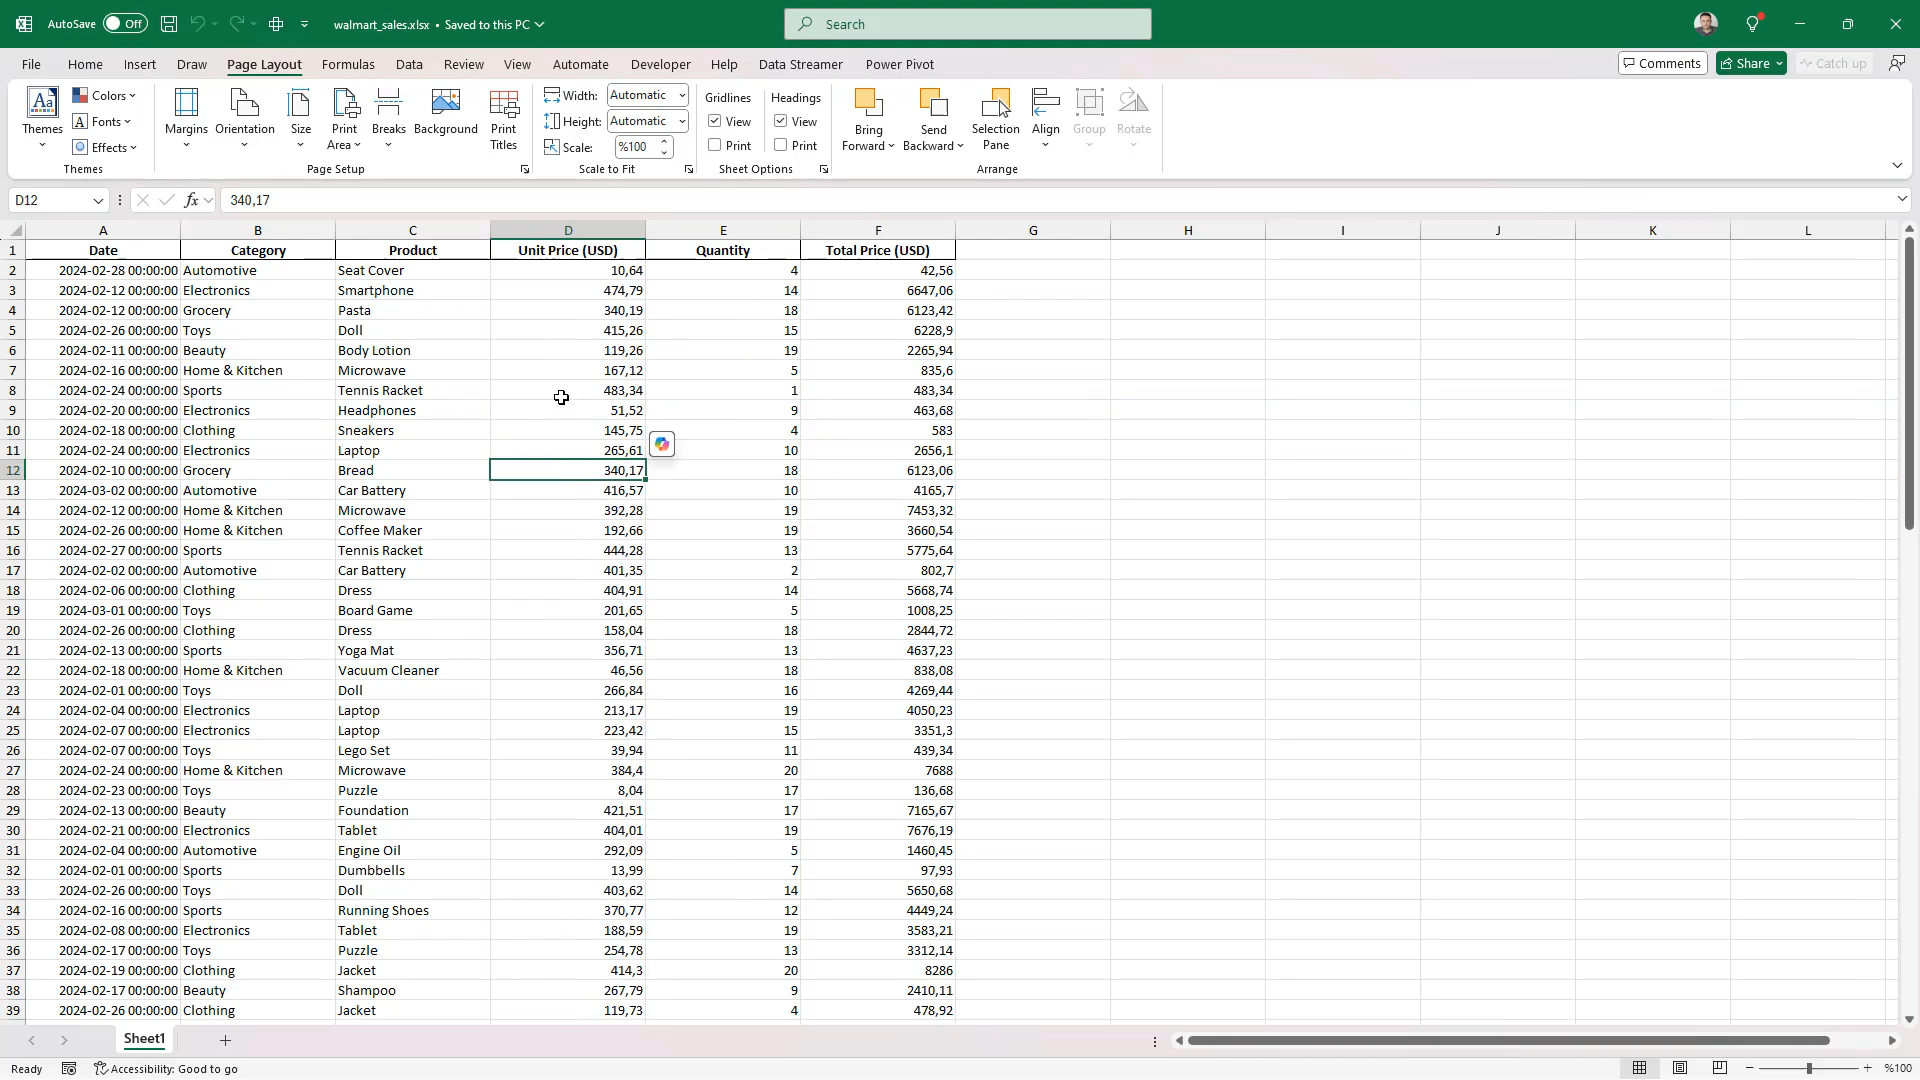 AutoSave Off walmart_sales.xlsx • Saved to this PC Search
File Home Insert Draw Page Layout Formulas Data Review View Automate Developer Help Data Streamer Power Pivot Comments Share Catch up
Themes Colors Fonts Effects Themes
Margins Orientation Size Print Area Breaks Background Print Titles Page Setup
Width: Automatic Height: Automatic Scale: %100 Scale to Fit
Gridlines View Print Headings View Print Sheet Options
Bring Forward Send Backward Selection Pane Align Group Rotate Arrange
D12 fx 340,17
A B C D E F G H I J K L
1 Date Category Product Unit Price (USD) Quantity Total Price (USD)
2 2024-02-28 00:00:00 Automotive Seat Cover 10,64 4 42,56
3 2024-02-12 00:00:00 Electronics Smartphone 474,79 14 6647,06
4 2024-02-12 00:00:00 Grocery Pasta 340,19 18 6123,42
5 2024-02-26 00:00:00 Toys Doll 415,26 15 6228,9
6 2024-02-11 00:00:00 Beauty Body Lotion 119,26 19 2265,94
7 2024-02-16 00:00:00 Home & Kitchen Microwave 167,12 5 835,6
8 2024-02-24 00:00:00 Sports Tennis Racket 483,34 1 483,34
9 2024-02-20 00:00:00 Electronics Headphones 51,52 9 463,68
10 2024-02-18 00:00:00 Clothing Sneakers 145,75 4 583
11 2024-02-24 00:00:00 Electronics Laptop 265,61 10 2656,1
12 2024-02-10 00:00:00 Grocery Bread 340,17 18 6123,06
13 2024-03-02 00:00:00 Automotive Car Battery 416,57 10 4165,7
14 2024-02-12 00:00:00 Home & Kitchen Microwave 392,28 19 7453,32
15 2024-02-26 00:00:00 Home & Kitchen Coffee Maker 192,66 19 3660,54
16 2024-02-27 00:00:00 Sports Tennis Racket 444,28 13 5775,64
17 2024-02-02 00:00:00 Automotive Car Battery 401,35 2 802,7
18 2024-02-06 00:00:00 Clothing Dress 404,91 14 5668,74
19 2024-03-01 00:00:00 Toys Board Game 201,65 5 1008,25
20 2024-02-26 00:00:00 Clothing Dress 158,04 18 2844,72
21 2024-02-13 00:00:00 Sports Yoga Mat 356,71 13 4637,23
22 2024-02-18 00:00:00 Home & Kitchen Vacuum Cleaner 46,56 18 838,08
23 2024-02-01 00:00:00 Toys Doll 266,84 16 4269,44
24 2024-02-04 00:00:00 Electronics Laptop 213,17 19 4050,23
25 2024-02-07 00:00:00 Electronics Laptop 223,42 15 3351,3
26 2024-02-07 00:00:00 Toys Lego Set 39,94 11 439,34
27 2024-02-24 00:00:00 Home & Kitchen Microwave 384,4 20 7688
28 2024-02-23 00:00:00 Toys Puzzle 8,04 17 136,68
29 2024-02-13 00:00:00 Beauty Foundation 421,51 17 7165,67
30 2024-02-21 00:00:00 Electronics Tablet 404,01 19 7676,19
31 2024-02-04 00:00:00 Automotive Engine Oil 292,09 5 1460,45
32 2024-02-01 00:00:00 Sports Dumbbells 13,99 7 97,93
33 2024-02-26 00:00:00 Toys Doll 403,62 14 5650,68
34 2024-02-16 00:00:00 Sports Running Shoes 370,77 12 4449,24
35 2024-02-08 00:00:00 Electronics Tablet 188,59 19 3583,21
36 2024-02-17 00:00:00 Toys Puzzle 254,78 13 3312,14
37 2024-02-19 00:00:00 Clothing Jacket 414,3 20 8286
38 2024-02-17 00:00:00 Beauty Shampoo 267,79 9 2410,11
39 2024-02-26 00:00:00 Clothing Jacket 119,73 4 478,92
Sheet1
Ready Accessibility: Good to go %100